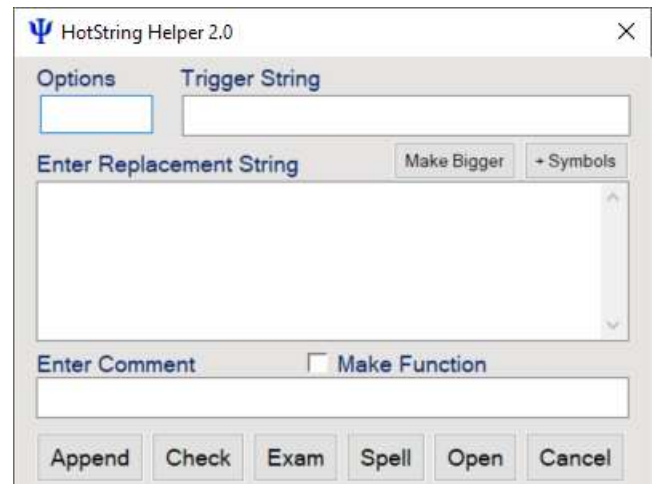 Ψ HotString Helper 2.0
Options Trigger String
Enter Replacement String Make Bigger + Symbols
Enter Comment Make Function
Append Check Exam Spell Open Cancel